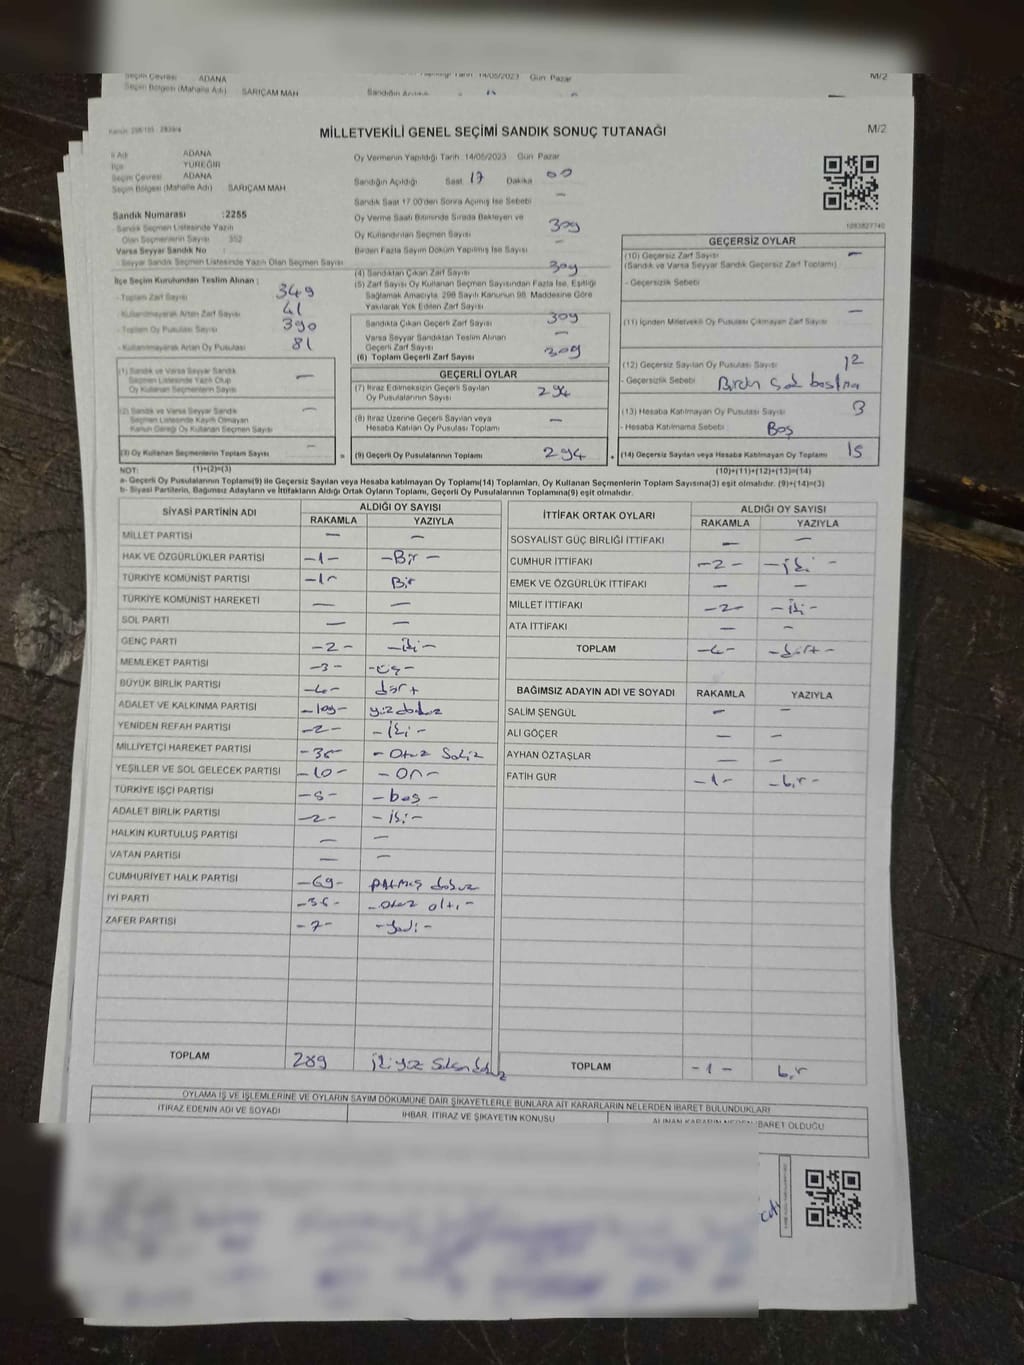 Seçim Çevresi ADANA
Seçim Bölgesi (Mahalle Adı) SARIÇAM MAH
Tarih 14/05/2023 Gün Pazar
M/2
MİLLETVEKİLİ GENEL SEÇİMİ SANDIK SONUÇ TUTANAĞI
M/2
İl Adı ADANA
İlçe YÜREĞİR
Seçim Çevresi ADANA
Seçim Bölgesi (Mahalle Adı) SARIÇAM MAH
Oy Vermenin Yapıldığı Tarih 14/05/2023 Gün Pazar
Sandığın Açıldığı Saat 17 Dakika 00
Sandık Saat 17.00'den Sonra Açılmış İse Sebebi —
Sandık Numarası :2255
Sandık Seçmen Listesinde Yazılı
Olan Seçmenlerin Sayısı 352
Varsa Seyyar Sandık No
Seyyar Sandık Seçmen Listesinde Yazılı Olan Seçmen Sayısı
Oy Verme Saati Bitiminde Sırada Bekleyen ve
Oy Kullandırılan Seçmen Sayısı 309
Birden Fazla Sayım Döküm Yapılmış İse Sayısı —
İlçe Seçim Kurulundan Teslim Alınan ;
- Toplam Zarf Sayısı 349
- Kullanılmayarak Artan Zarf Sayısı 41
- Toplam Oy Pusulası Sayısı 390
- Kullanılmayarak Artan Oy Pusulası 81
(4) Sandıktan Çıkan Zarf Sayısı 309
(5) Zarf Sayısı Oy Kullanan Seçmen Sayısından Fazla İse, Eşitliği
Sağlamak Amacıyla, 298 Sayılı Kanunun 98. Maddesine Göre
Yakılarak Yok Edilen Zarf Sayısı
Sandıkta Çıkan Geçerli Zarf Sayısı 309
Varsa Seyyar Sandıktan Teslim Alınan
Geçerli Zarf Sayısı —
(6) Toplam Geçerli Zarf Sayısı 309
GEÇERLİ OYLAR
(7) İtiraz Edilmeksizin Geçerli Sayılan
Oy Pusulalarının Sayısı 294
(8) İtiraz Üzerine Geçerli Sayılan veya
Hesaba Katılan Oy Pusulası Toplamı —
(9) Geçerli Oy Pusulalarının Toplamı 294
(1) Sandık ve Varsa Seyyar Sandık
Seçmen Listesinde Yazılı Olup
Oy Kullanan Seçmenlerin Sayısı —
(2) Sandık ve Varsa Seyyar Sandık
Seçmen Listesinde Kayıtlı Olmayan
Kanun Gereği Oy Kullanan Seçmen Sayısı —
(3) Oy Kullanan Seçmenlerin Toplam Sayısı —
GEÇERSİZ OYLAR
(10) Geçersiz Zarf Sayısı —
(Sandık ve Varsa Seyyar Sandık Geçersiz Zarf Toplamı)
- Geçersizlik Sebebi
(11) İçinden Milletvekili Oy Pusulası Çıkmayan Zarf Sayısı —
(12) Geçersiz Sayılan Oy Pusulası Sayısı 12
- Geçersizlik Sebebi
(13) Hesaba Katılmayan Oy Pusulası Sayısı 3
- Hesaba Katılmama Sebebi Boş
(14) Geçersiz Sayılan veya Hesaba Katılmayan Oy Toplamı 15
NOT: (1)+(2)=(3) (10)+(11)+(12)+(13)=(14)
a- Geçerli Oy Pusulalarının Toplamı(9) ile Geçersiz Sayılan veya Hesaba Katılmayan Oy Toplamı(14) Toplamları, Oy Kullanan Seçmenlerin Toplam Sayısına(3) eşit olmalıdır. (9)+(14)=(3)
b- Siyasi Partilerin, Bağımsız Adayların ve İttifakların Aldığı Ortak Oyların Toplamı, Geçerli Oy Pusulalarının Toplamına(9) eşit olmalıdır.
SİYASİ PARTİNİN ADI ALDIĞI OY SAYISI
RAKAMLA YAZIYLA
MİLLET PARTİSİ — —
HAK VE ÖZGÜRLÜKLER PARTİSİ -1- -Bir-
TÜRKİYE KOMÜNİST PARTİSİ -1- Bir
TÜRKİYE KOMÜNİST HAREKETİ — —
SOL PARTİ — —
GENÇ PARTİ -2- -iki-
MEMLEKET PARTİSİ -3- -üç-
BÜYÜK BİRLİK PARTİSİ -4- dört
ADALET VE KALKINMA PARTİSİ -109- yüz dokuz
YENİDEN REFAH PARTİSİ -2- -iki-
MİLLİYETÇİ HAREKET PARTİSİ -38- -Otuz Sekiz
YEŞİLLER VE SOL GELECEK PARTİSİ -10- -On-
TÜRKİYE İŞÇİ PARTİSİ -5- -beş-
ADALET BİRLİK PARTİSİ -2- -iki-
HALKIN KURTULUŞ PARTİSİ — —
VATAN PARTİSİ — —
CUMHURİYET HALK PARTİSİ -69- altmış dokuz
İYİ PARTİ -36- -otuz altı-
ZAFER PARTİSİ -7- -yedi-
TOPLAM 289 ikiyüz Seksendokuz
İTTİFAK ORTAK OYLARI ALDIĞI OY SAYISI
RAKAMLA YAZIYLA
SOSYALİST GÜÇ BİRLİĞİ İTTİFAKI — —
CUMHUR İTTİFAKI -2- -iki-
EMEK VE ÖZGÜRLÜK İTTİFAKI — —
MİLLET İTTİFAKI -2- -iki-
ATA İTTİFAKI — —
TOPLAM -4- -dört-
BAĞIMSIZ ADAYIN ADI VE SOYADI RAKAMLA YAZIYLA
SALİM ŞENGÜL — —
ALİ GÖÇER — —
AYHAN ÖZTAŞLAR — —
FATİH GÜR -1- -bir-
TOPLAM -1- bir
OYLAMA İŞ VE İŞLEMLERİNE VE OYLARIN SAYIM DÖKÜMÜNE DAİR ŞİKAYETLERLE BUNLARA AİT KARARLARIN NELERDEN İBARET BULUNDUKLARI
İTİRAZ EDENİN ADI VE SOYADI İHBAR, İTİRAZ VE ŞİKAYETİN KONUSU ALINAN KARARIN NEDEN İBARET OLDUĞU